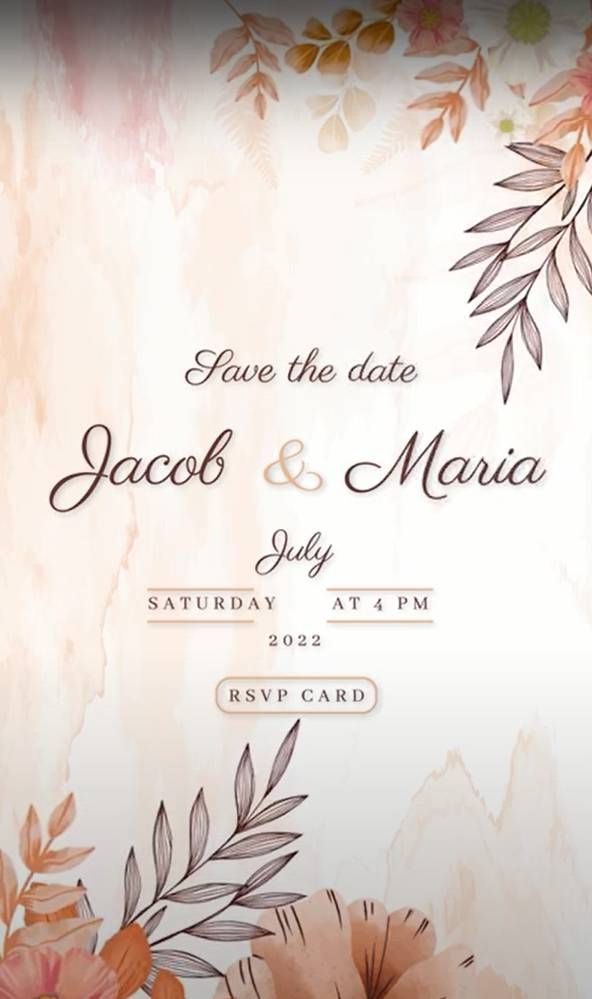 Save the date
Jacob & Maria
July
SATURDAY AT 4 PM
2022
RSVP CARD